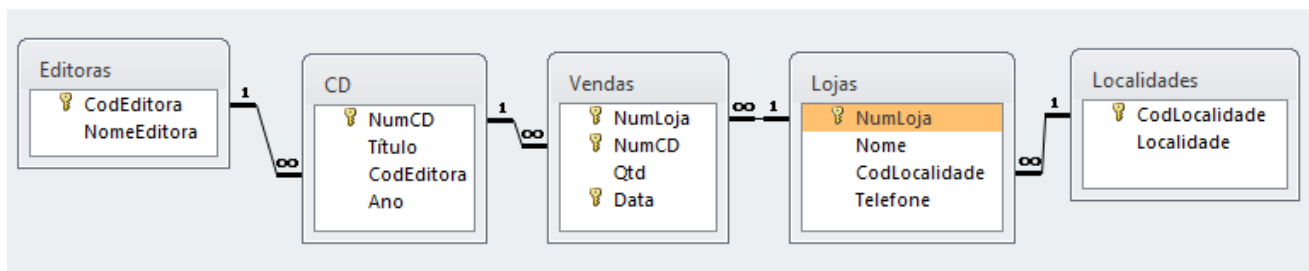 Editoras
CodEditora
NomeEditora
1
∞
CD
NumCD
Título
CodEditora
Ano
1
∞
Vendas
NumLoja
NumCD
Qtd
Data
∞
1
Lojas
NumLoja
Nome
CodLocalidade
Telefone
∞
1
Localidades
CodLocalidade
Localidade